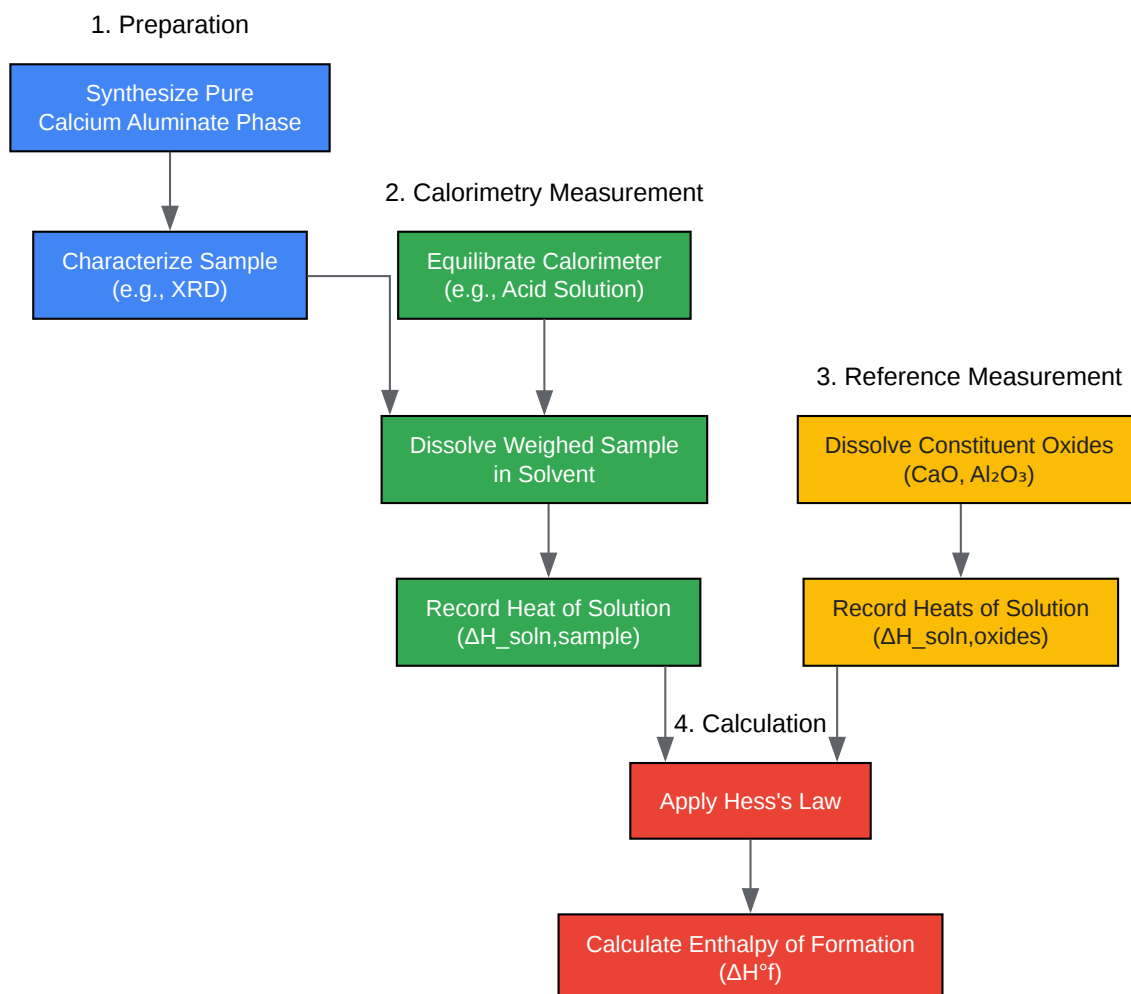 1. Preparation
Synthesize Pure
Calcium Aluminate Phase
Characterize Sample
(e.g., XRD)
2. Calorimetry Measurement
Equilibrate Calorimeter
(e.g., Acid Solution)
Dissolve Weighed Sample
in Solvent
Record Heat of Solution
(ΔH_soln,sample)
3. Reference Measurement
Dissolve Constituent Oxides
(CaO, Al₂O₃)
Record Heats of Solution
(ΔH_soln,oxides)
4. Calculation
Apply Hess's Law
Calculate Enthalpy of Formation
(ΔH°f)